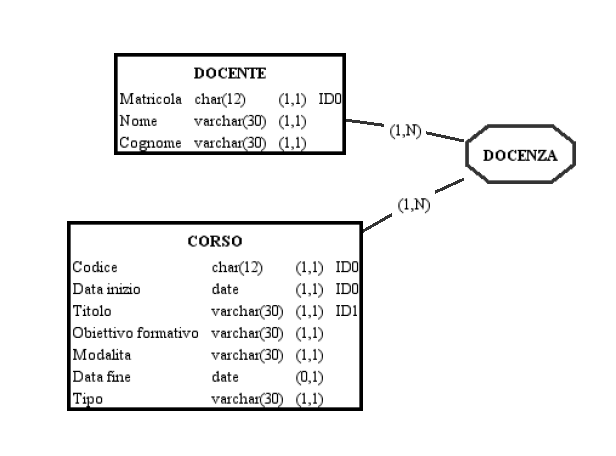 DOCENTE
Matricola char(12) (1,1) ID0
Nome varchar(30) (1,1)
Cognome varchar(30) (1,1)
(1,N)
DOCENZA
(1,N)
CORSO
Codice char(12) (1,1) ID0
Data inizio date (1,1) ID0
Titolo varchar(30) (1,1) ID1
Obiettivo formativo varchar(30) (1,1)
Modalita varchar(30) (1,1)
Data fine date (0,1)
Tipo varchar(30) (1,1)